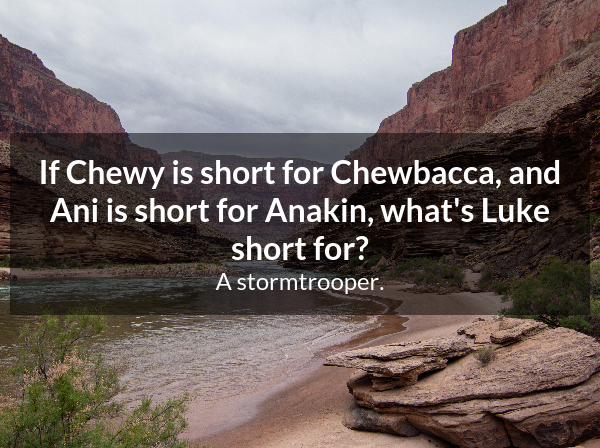 If Chewy is short for Chewbacca, and
Ani is short for Anakin, what's Luke
short for?
A stormtrooper.